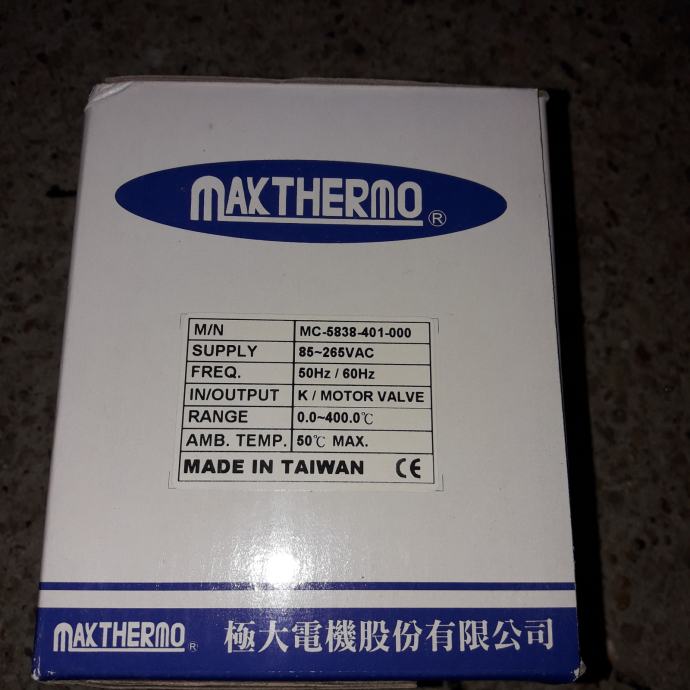 MAXTHERMO ®
M/N MC-5838-401-000
SUPPLY 85~265VAC
FREQ. 50Hz / 60Hz
IN/OUTPUT K / MOTOR VALVE
RANGE 0.0~400.0℃
AMB. TEMP. 50℃ MAX.
MADE IN TAIWAN CE
MAXTHERMO ® 極大電機股份有限公司